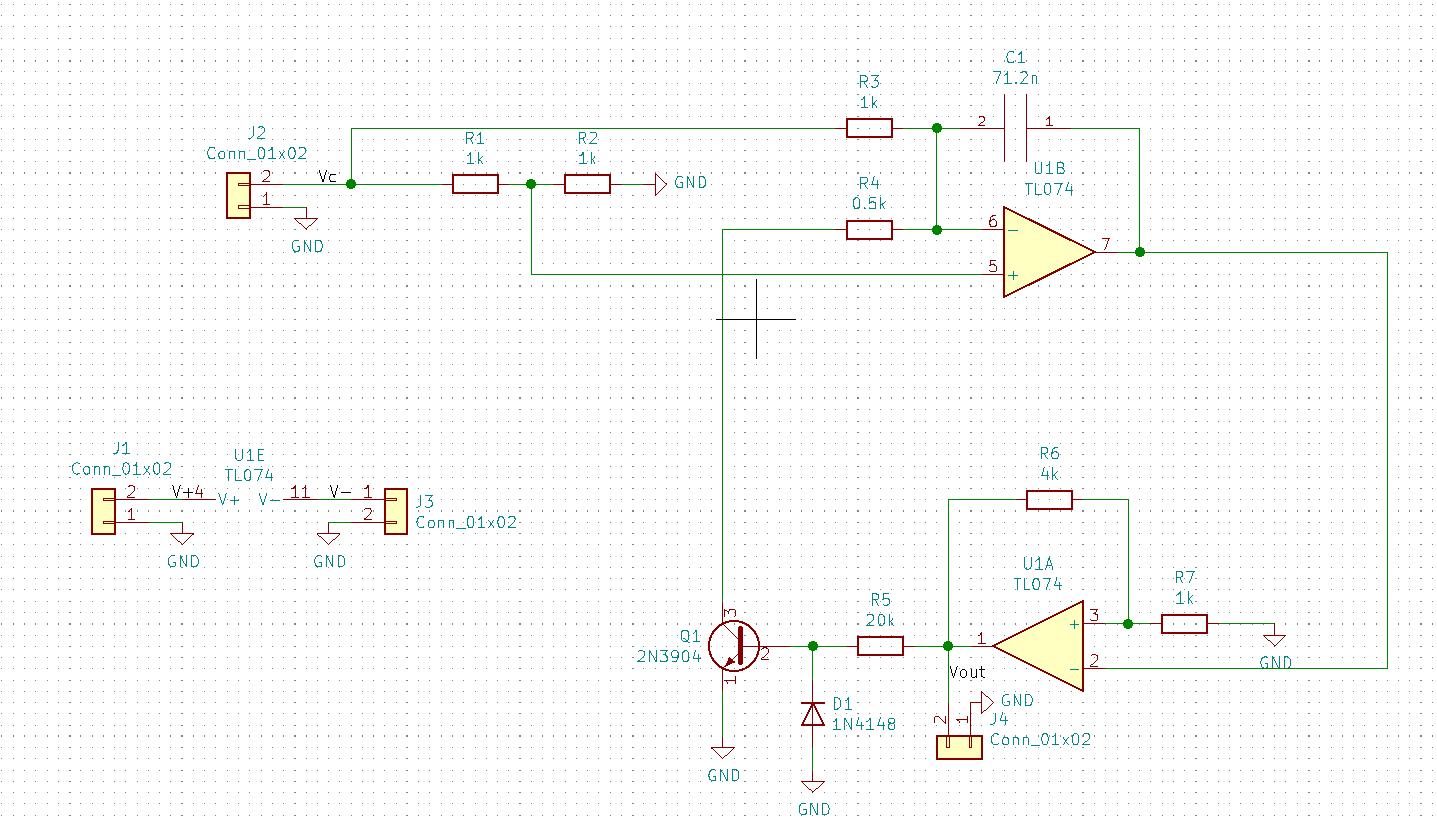 C1
71.2n
R3
1k
2
1
J2
Conn_01x02
R1
1k
R2
1k
U1B
TL074
2
Vc
GND
R4
0.5k
1
GND
6
−
7
5
+
J1
Conn_01x02
U1E
TL074
R6
4k
2
V+
4
V+
V−
11
V−
1
J3
1
2
Conn_01x02
GND
GND
U1A
TL074
R7
1k
R5
20k
3
+
Q1
2N3904
3
2
1
1
−
2
GND
Vout
D1
1N4148
2
1
GND
J4
Conn_01x02
GND
GND